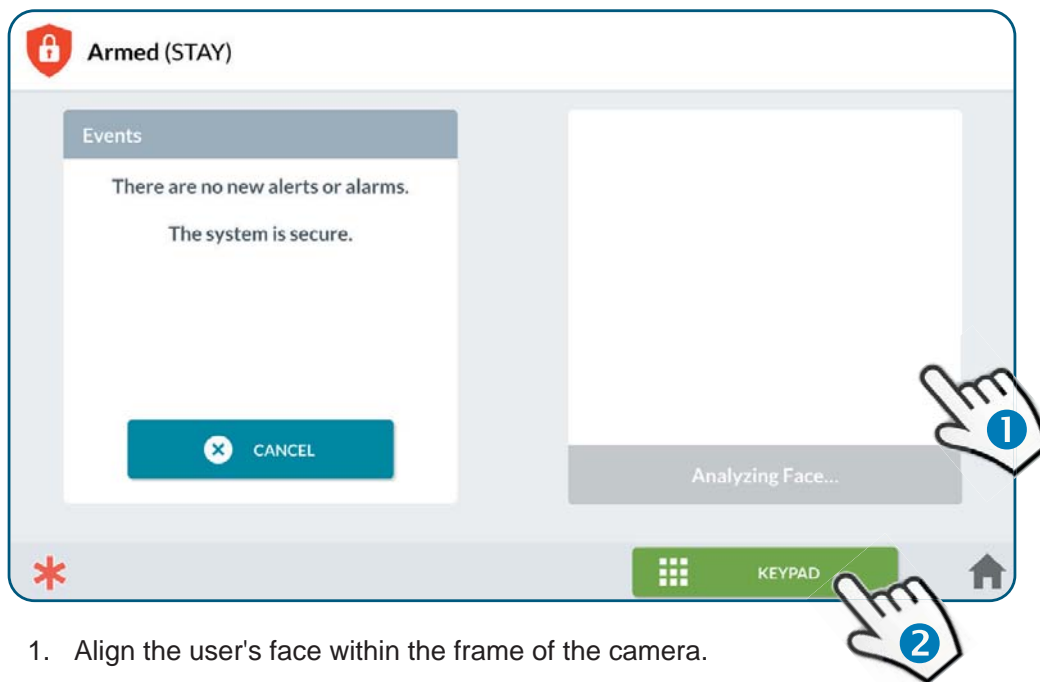 Armed (STAY)
Events
There are no new alerts or alarms.
The system is secure.
CANCEL
Analyzing Face...
1
KEYPAD
2
1. Align the user's face within the frame of the camera.